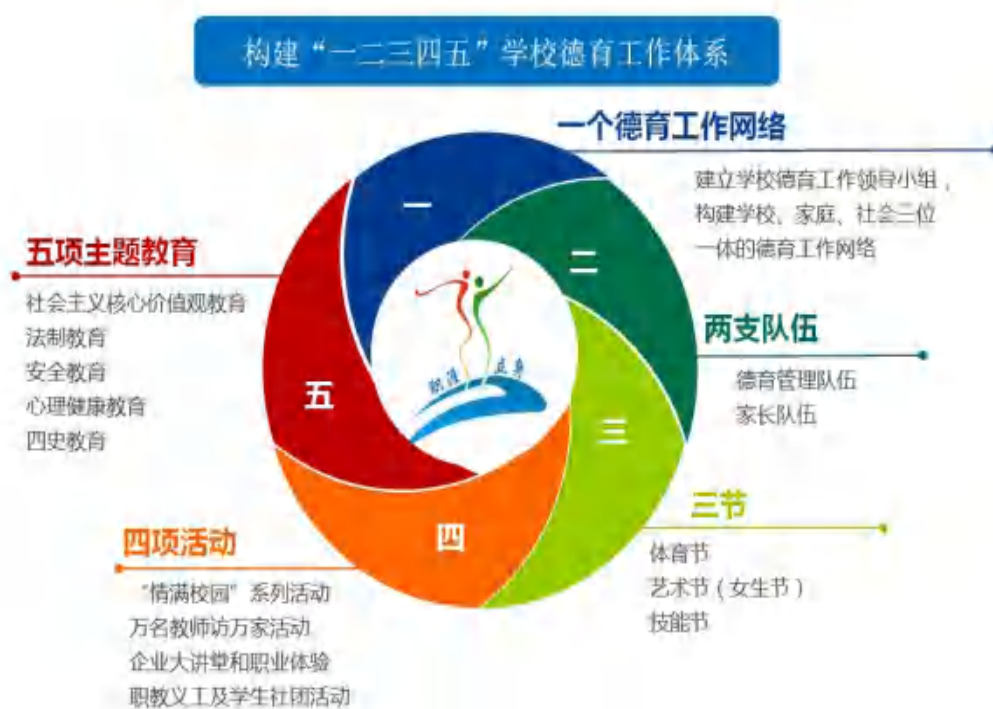 构建“一二三四五”学校德育工作体系
一个德育工作网络
建立学校德育工作领导小组，
构建学校、家庭、社会三位
一体的德育工作网络
一
二
三
四
五
两支队伍
德育管理队伍
家长队伍
三节
体育节
艺术节（女生节）
技能节
四项活动
“情满校园”系列活动
万名教师访万家活动
企业大讲堂和职业体验
职教义工及学生社团活动
五项主题教育
社会主义核心价值观教育
法制教育
安全教育
心理健康教育
四史教育